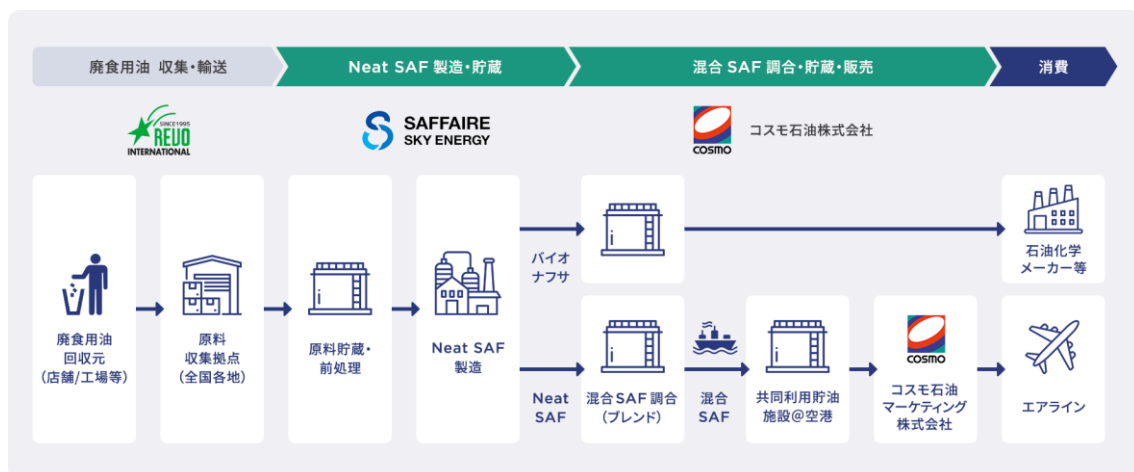 廃食用油 収集・輸送
Neat SAF 製造・貯蔵
混合 SAF 調合・貯蔵・販売
消費
SINCE1995
REVO
INTERNATIONAL
SAFFAIRE
SKY ENERGY
COSMO
コスモ石油株式会社
廃食用油
回収元
(店舗/工場等)
原料
収集拠点
(全国各地)
原料貯蔵・
前処理
Neat SAF
製造
バイオ
ナフサ
石油化学
メーカー等
Neat
SAF
混合SAF調合
(ブレンド)
混合
SAF
共同利用貯油
施設@空港
COSMO
コスモ石油
マーケティング
株式会社
エアライン